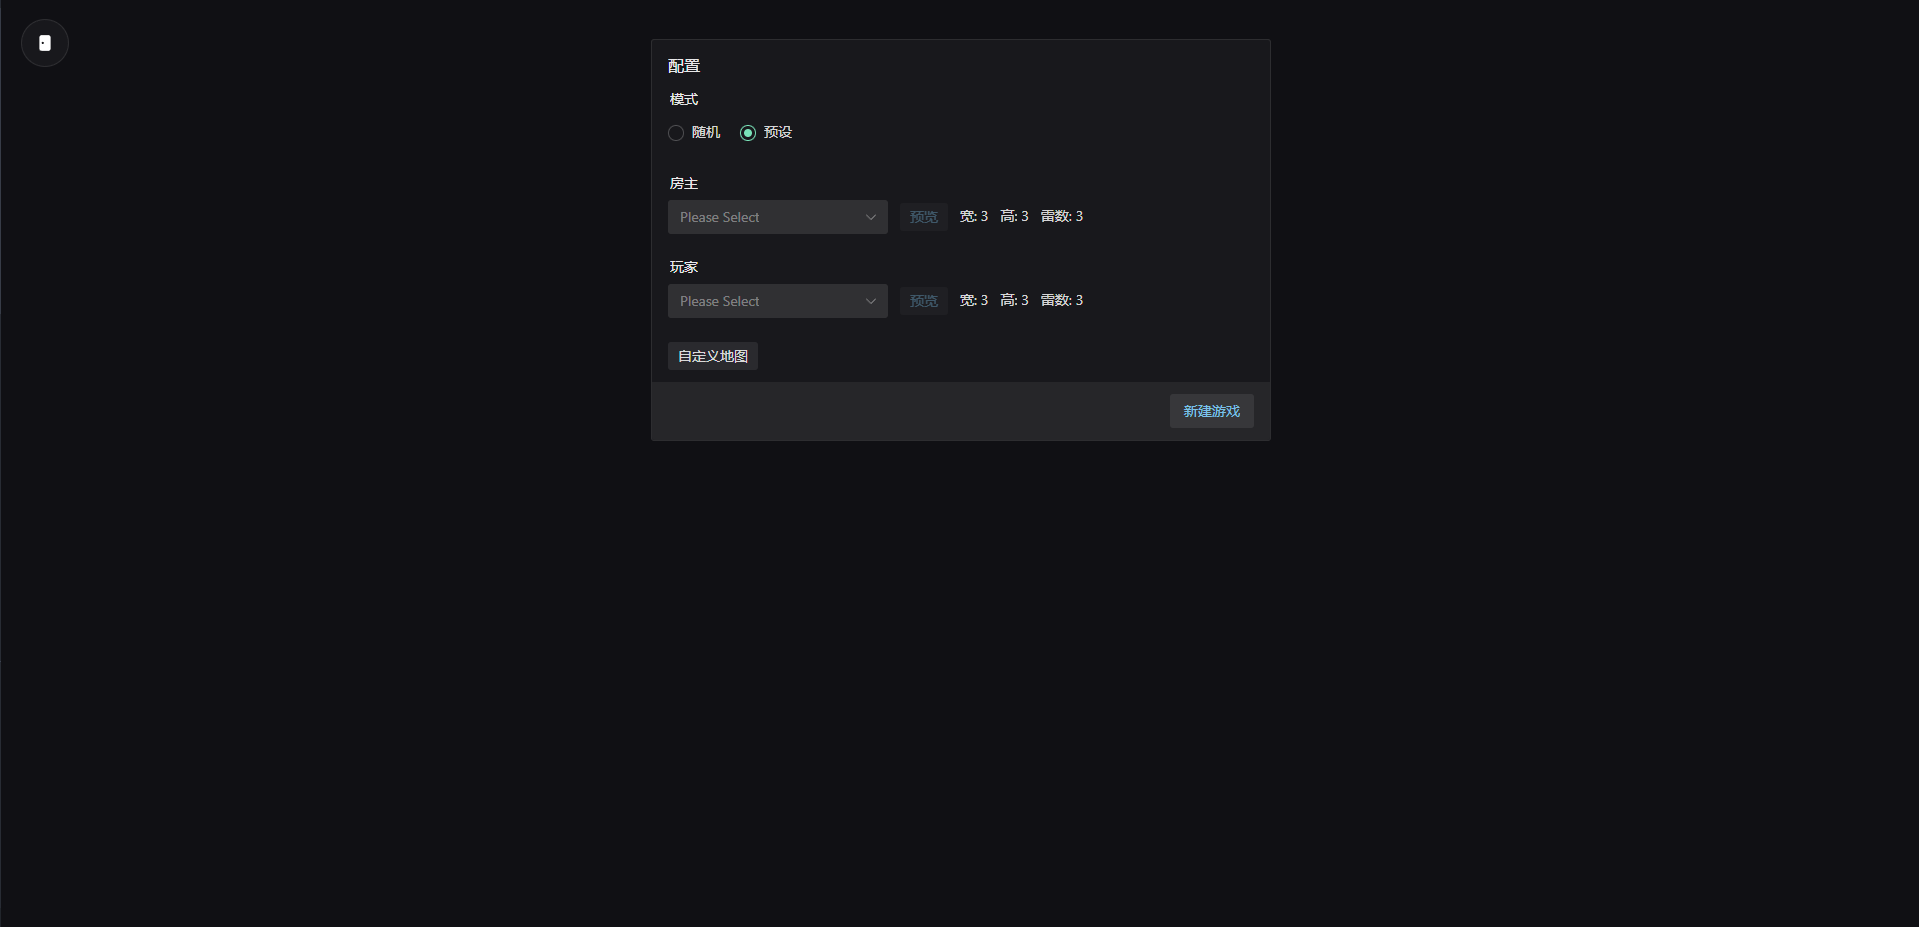 配置
模式
随机 预设
房主
Please Select 预览 宽: 3 高: 3 雷数: 3
玩家
Please Select 预览 宽: 3 高: 3 雷数: 3
自定义地图
新建游戏